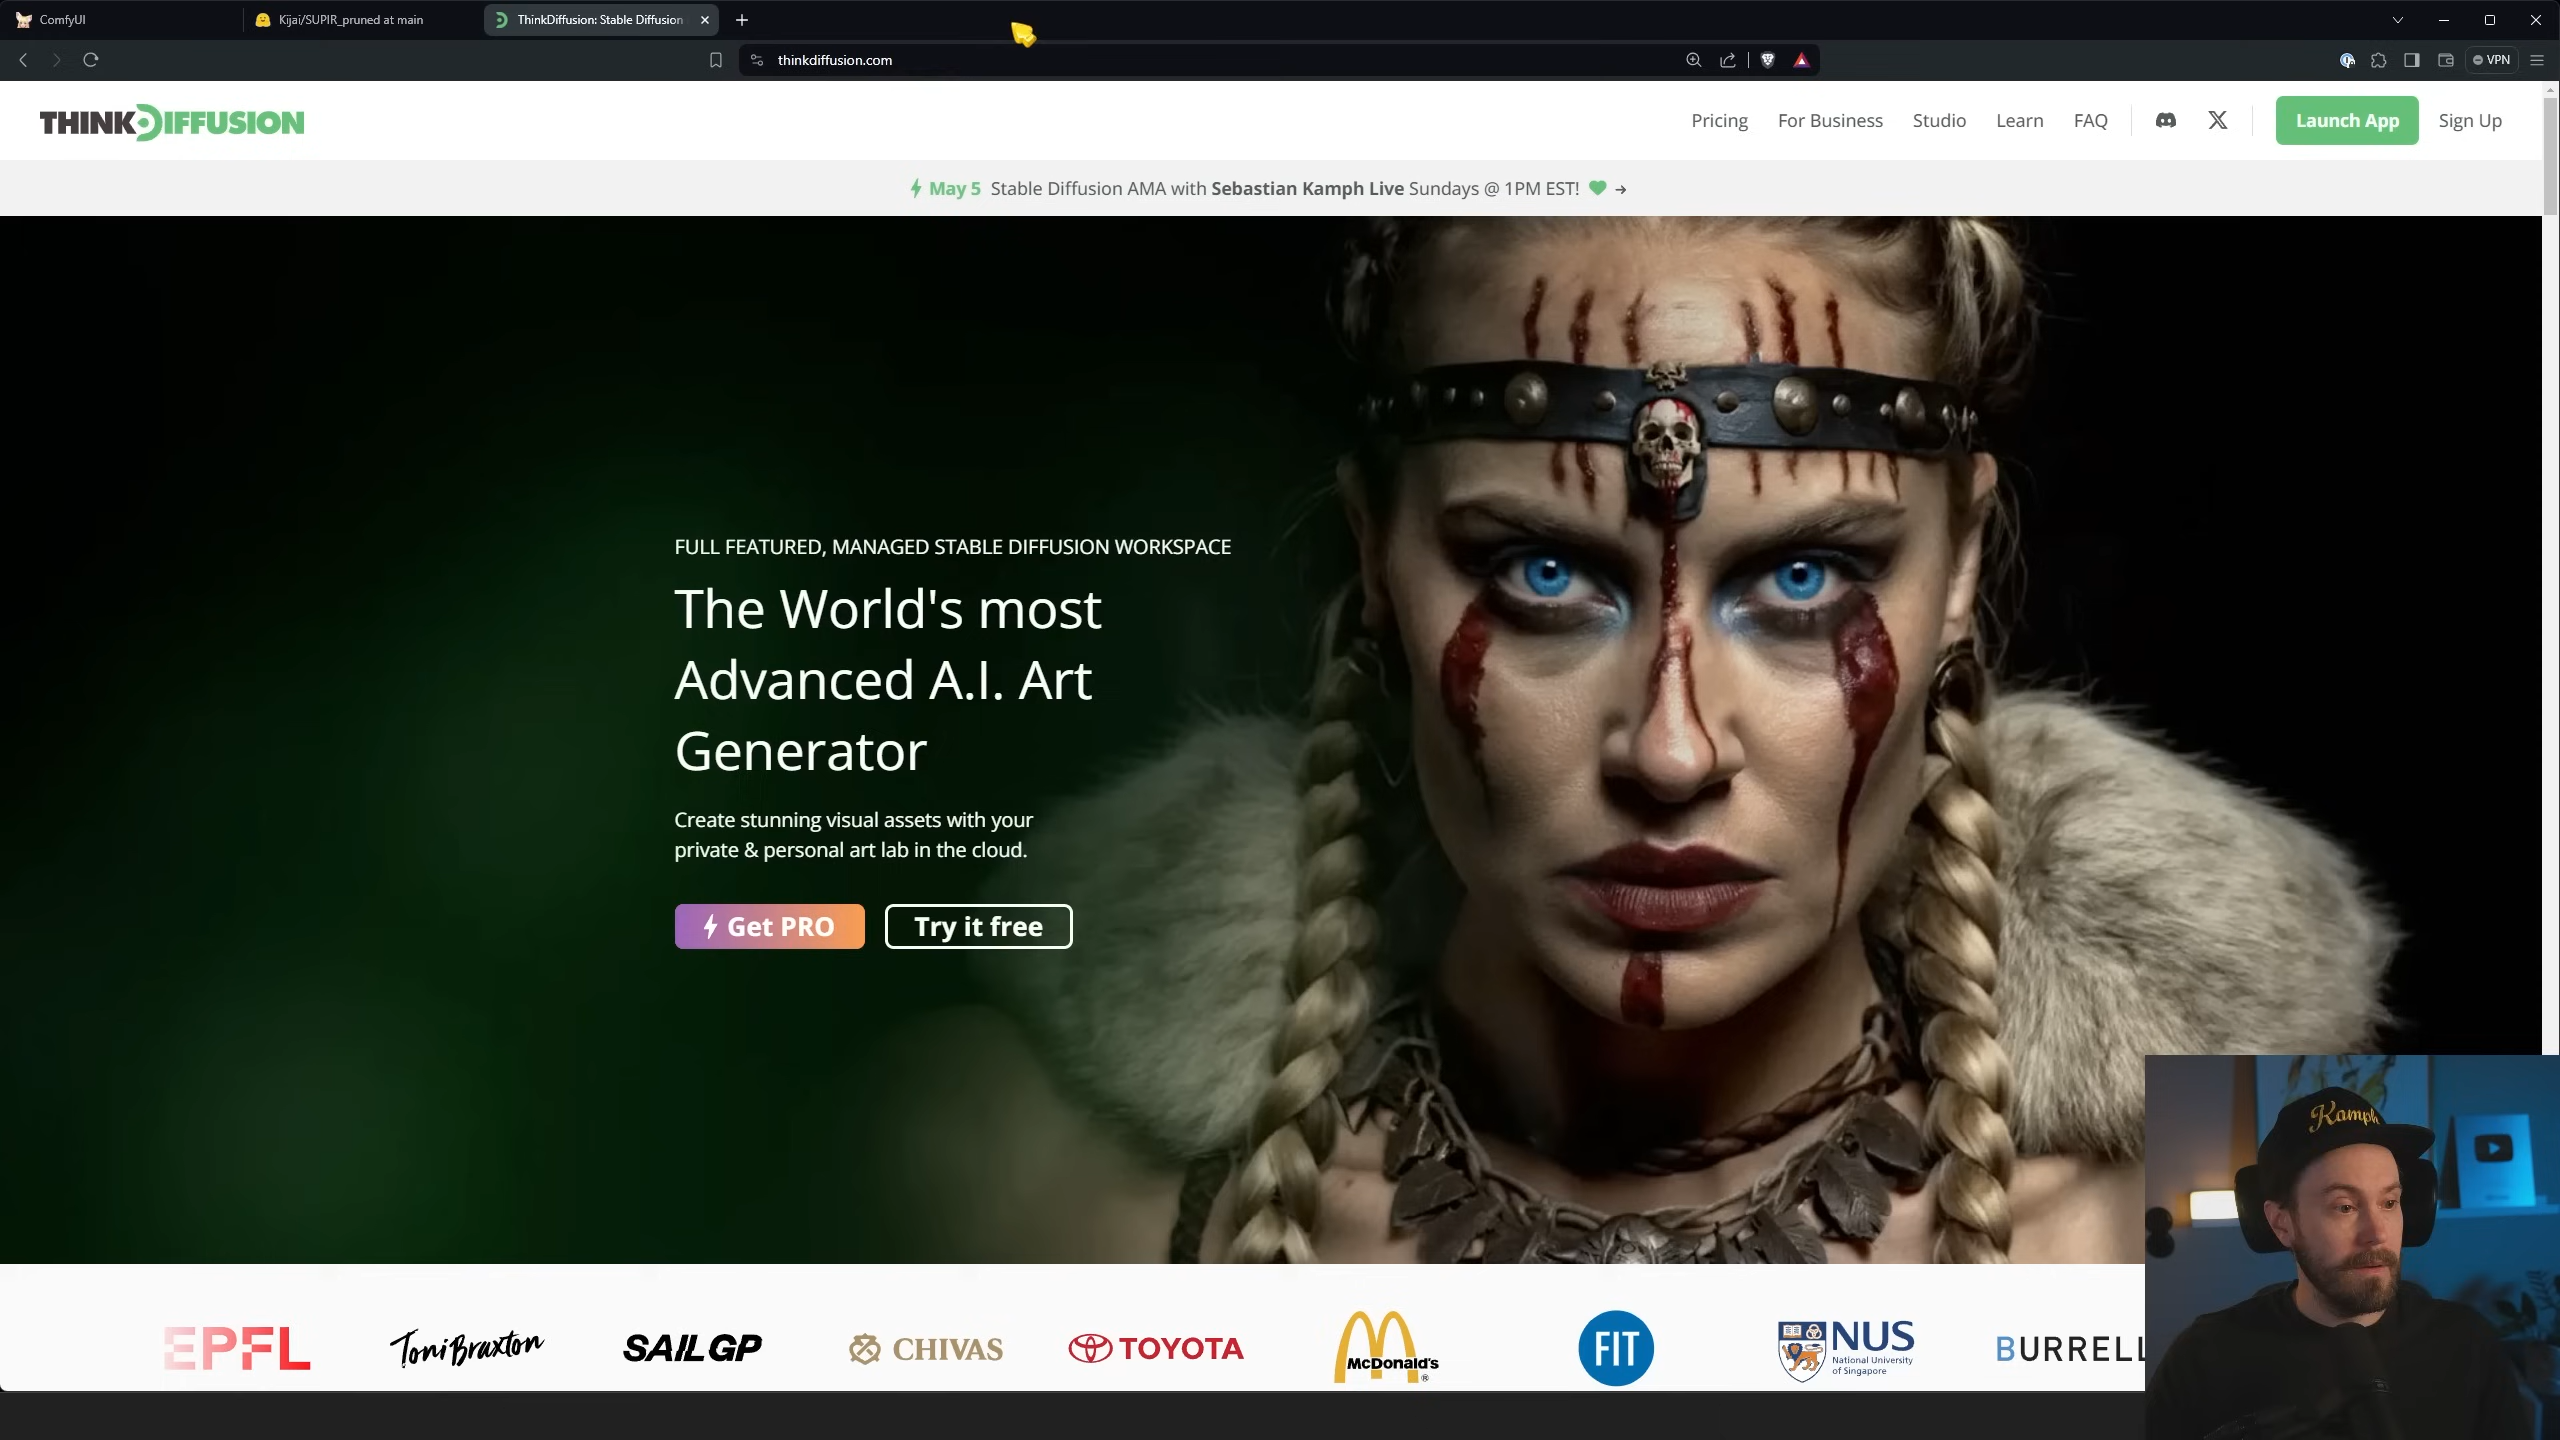 ComfyUI
Kijai/SUPIR_pruned at main
ThinkDiffusion: Stable Diffusion
thinkdiffusion.com
VPN
THINKDIFFUSION
Pricing
For Business
Studio
Learn
FAQ
Launch App
Sign Up
May 5 Stable Diffusion AMA with Sebastian Kamph Live Sundays @ 1PM EST!
FULL FEATURED, MANAGED STABLE DIFFUSION WORKSPACE
The World's most
Advanced A.I. Art
Generator
Create stunning visual assets with your
private & personal art lab in the cloud.
Get PRO
Try it free
Kamph
EPFL
Toni Braxton
SAILGP
CHIVAS
TOYOTA
McDonald's
FIT
NUS
National University
of Singapore
BURRELL